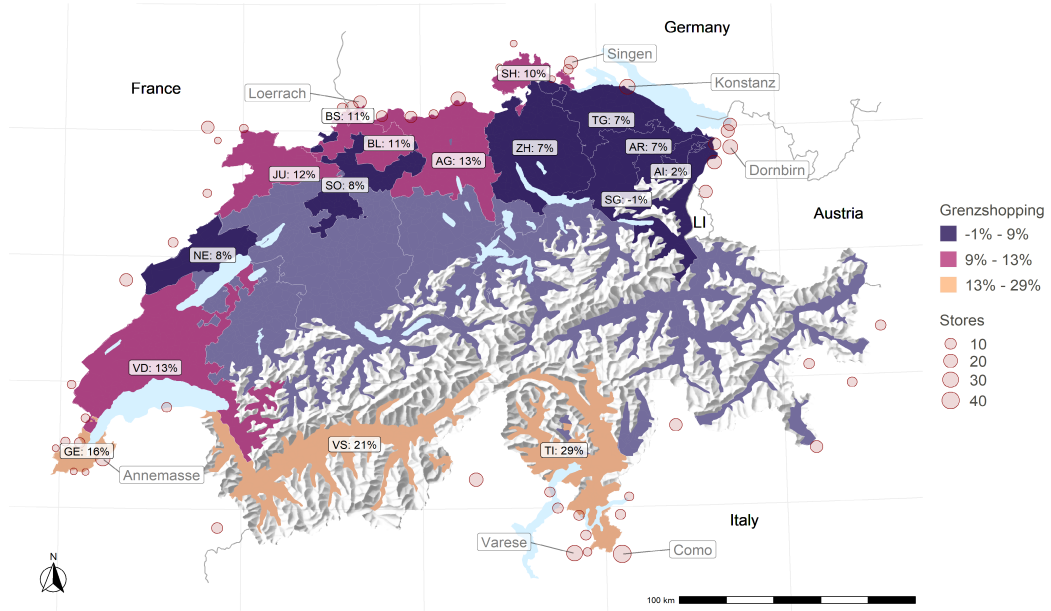 Germany
Singen
France
SH: 10%
Konstanz
Loerrach
BS: 11%
TG: 7%
BL: 11%
ZH: 7%
AR: 7%
AG: 13%
JU: 12%
AI: 2%
Dornbirn
SO: 8%
SG: -1%
LI
Austria
Grenzshopping
-1% - 9%
9% - 13%
13% - 29%
NE: 8%
Stores
10
20
30
40
VD: 13%
VS: 21%
TI: 29%
GE: 16%
Annemasse
Italy
Varese
Como
N
100 km